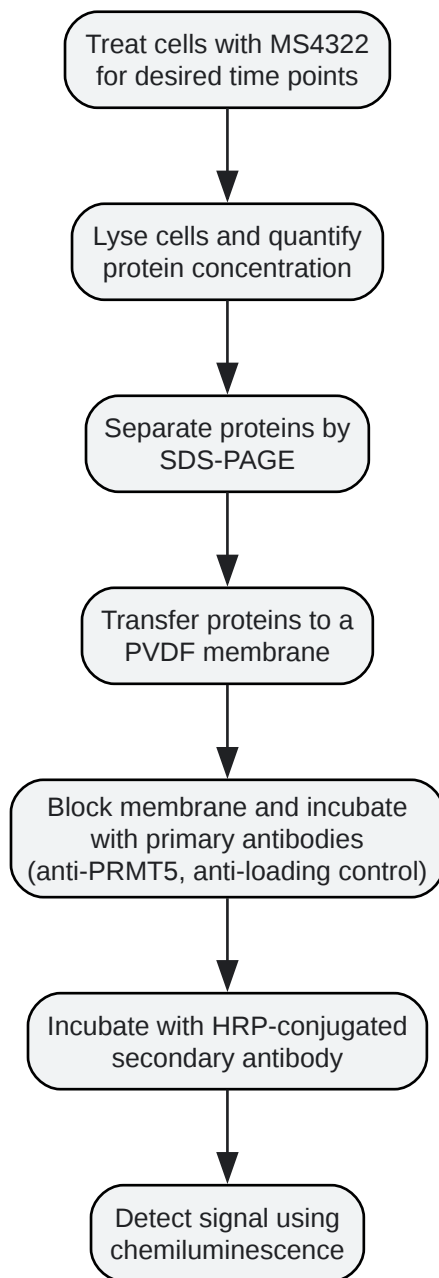 Treat cells with MS4322
for desired time points
Lyse cells and quantify
protein concentration
Separate proteins by
SDS-PAGE
Transfer proteins to a
PVDF membrane
Block membrane and incubate
with primary antibodies
(anti-PRMT5, anti-loading control)
Incubate with HRP-conjugated
secondary antibody
Detect signal using
chemiluminescence